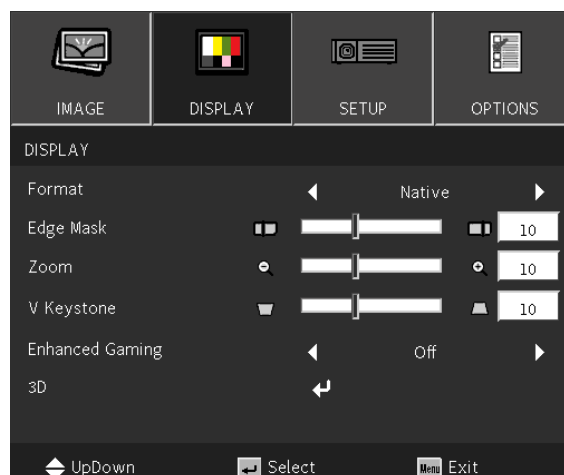 IMAGE DISPLAY SETUP OPTIONS
DISPLAY
Format Native
Edge Mask 10
Zoom 10
V Keystone 10
Enhanced Gaming Off
3D
UpDown Select Menu Exit